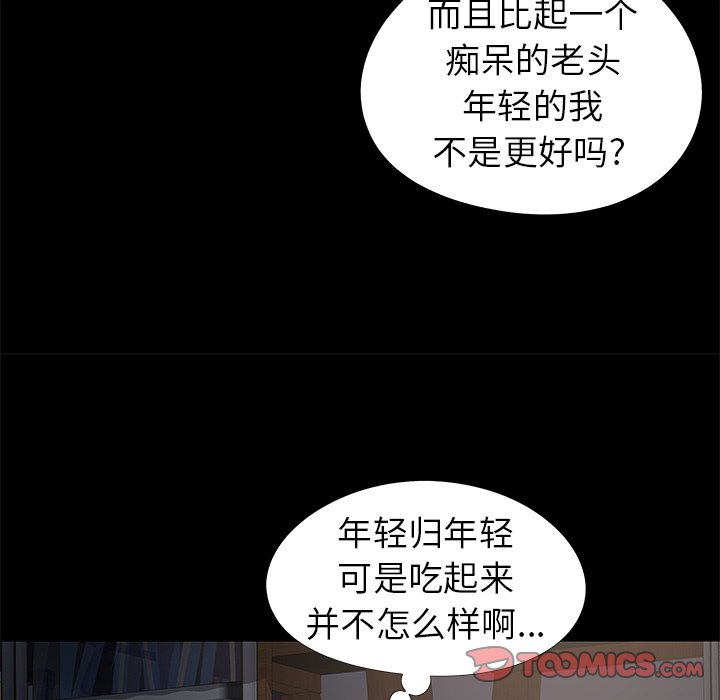 而且比起一个
痴呆的老头
年轻的我
不是更好吗?
年轻归年轻
可是吃起来
并不怎么样啊...
TOOMICS.COM